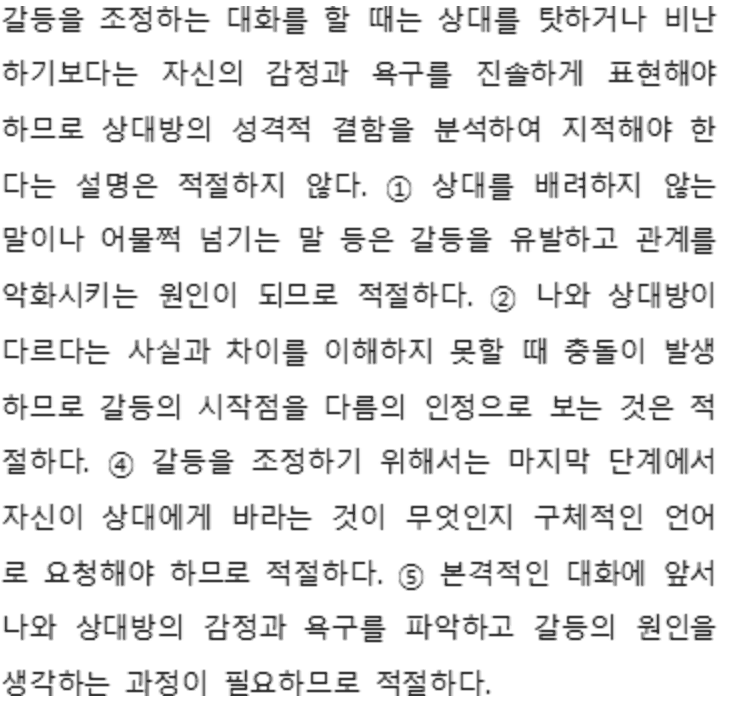 갈등을 조정하는 대화를 할 때는 상대를 탓하거나 비난
하기보다는 자신의 감정과 욕구를 진솔하게 표현해야
하므로 상대방의 성격적 결함을 분석하여 지적해야 한
다는 설명은 적절하지 않다. ① 상대를 배려하지 않는
말이나 어물쩍 넘기는 말 등은 갈등을 유발하고 관계를
악화시키는 원인이 되므로 적절하다. ② 나와 상대방이
다르다는 사실과 차이를 이해하지 못할 때 충돌이 발생
하므로 갈등의 시작점을 다름의 인정으로 보는 것은 적
절하다. ④ 갈등을 조정하기 위해서는 마지막 단계에서
자신이 상대에게 바라는 것이 무엇인지 구체적인 언어
로 요청해야 하므로 적절하다. ⑤ 본격적인 대화에 앞서
나와 상대방의 감정과 욕구를 파악하고 갈등의 원인을
생각하는 과정이 필요하므로 적절하다.